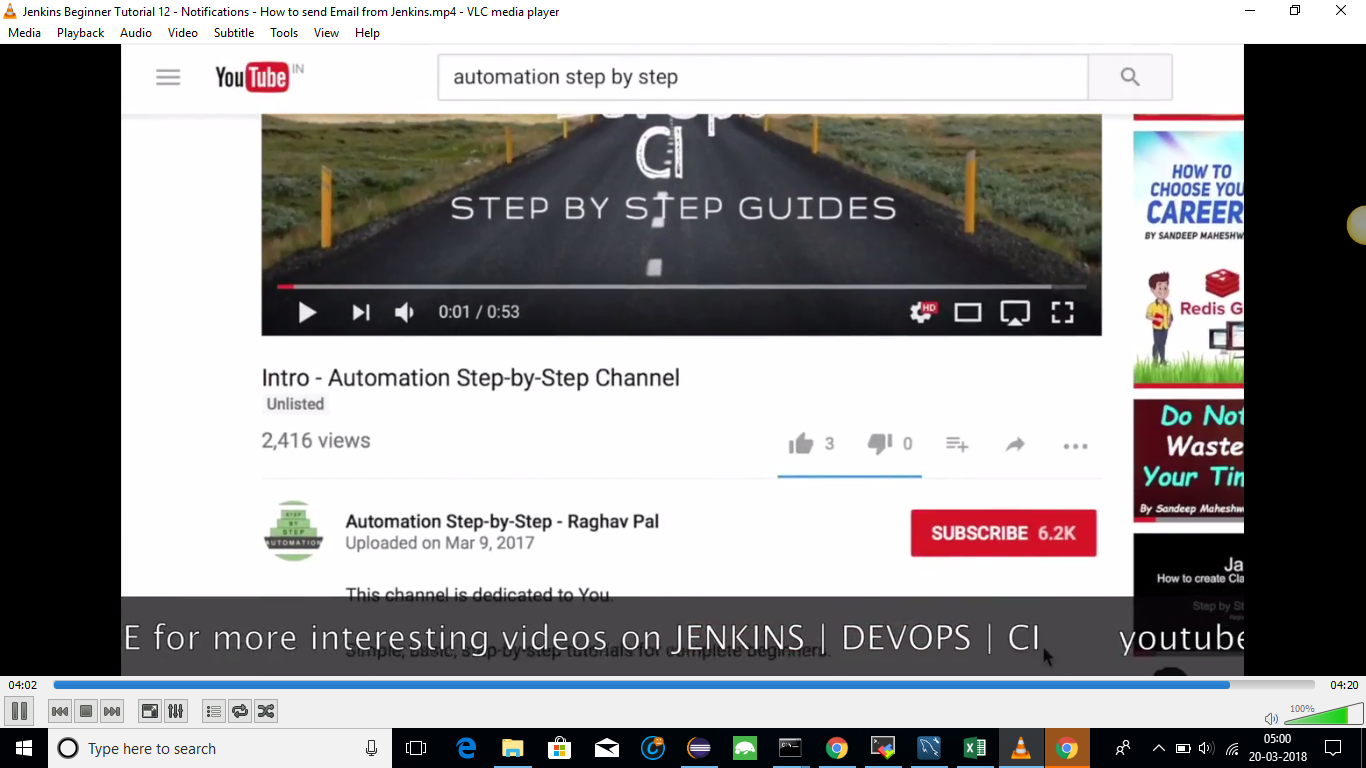 Jenkins Beginner Tutorial 12 - Notifications - How to send Email from Jenkins.mp4 - VLC media player
Media Playback Audio Video Subtitle Tools View Help
YouTube IN
automation step by step
CI
STEP BY STEP GUIDES
0:01 / 0:53
HD
HOW TO
CHOOSE YOU
CAREER
BY SANDEEP MAHESHW
Redis G
Do Not
Waste
Your Tim
By Sandeep Maheshw
Ja
How to create Cla
Step by St
Intro - Automation Step-by-Step Channel
Unlisted
2,416 views
3
0
STEP
BY
STEP
AUTOMATION
Automation Step-by-Step - Raghav Pal
Uploaded on Mar 9, 2017
SUBSCRIBE 6.2K
This channel is dedicated to You.
E for more interesting videos on JENKINS | DEVOPS | CI youtube
Simple, Basic, step-by-step tutorials for complete beginners.
04:02
04:20
100%
Type here to search
05:00
20-03-2018